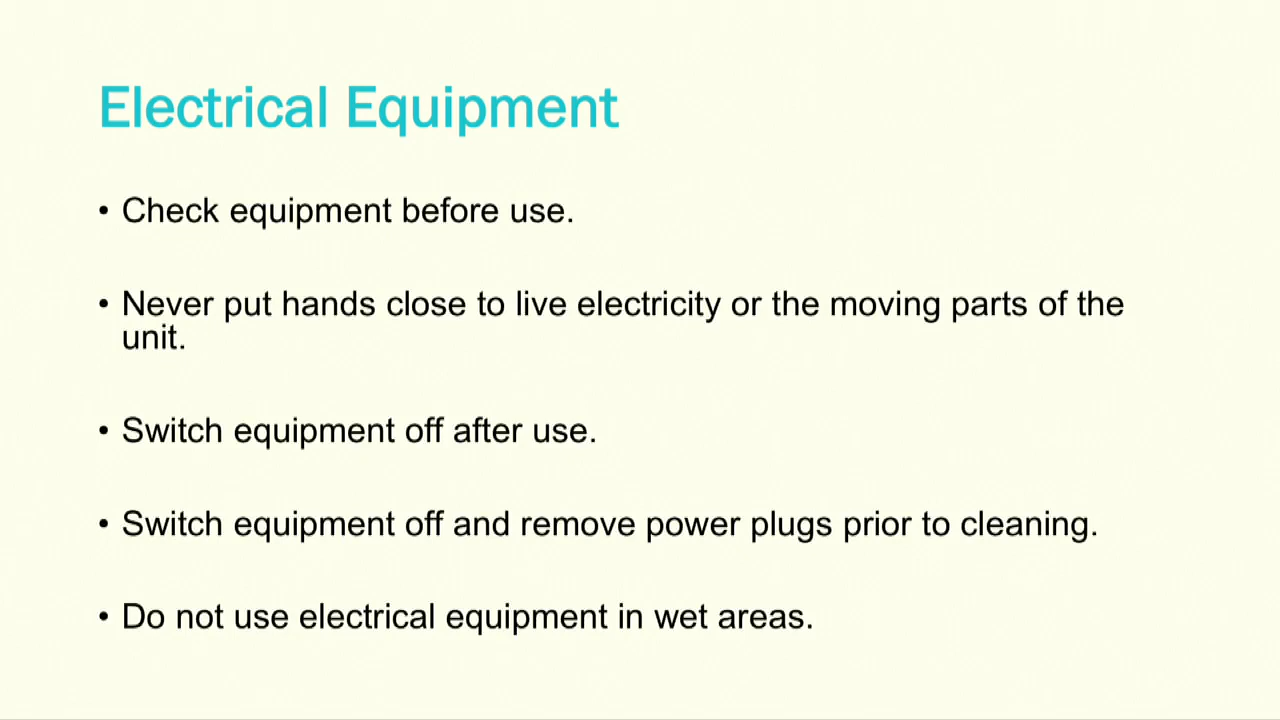 Electrical Equipment
• Check equipment before use.
• Never put hands close to live electricity or the moving parts of the
unit.
• Switch equipment off after use.
• Switch equipment off and remove power plugs prior to cleaning.
• Do not use electrical equipment in wet areas.